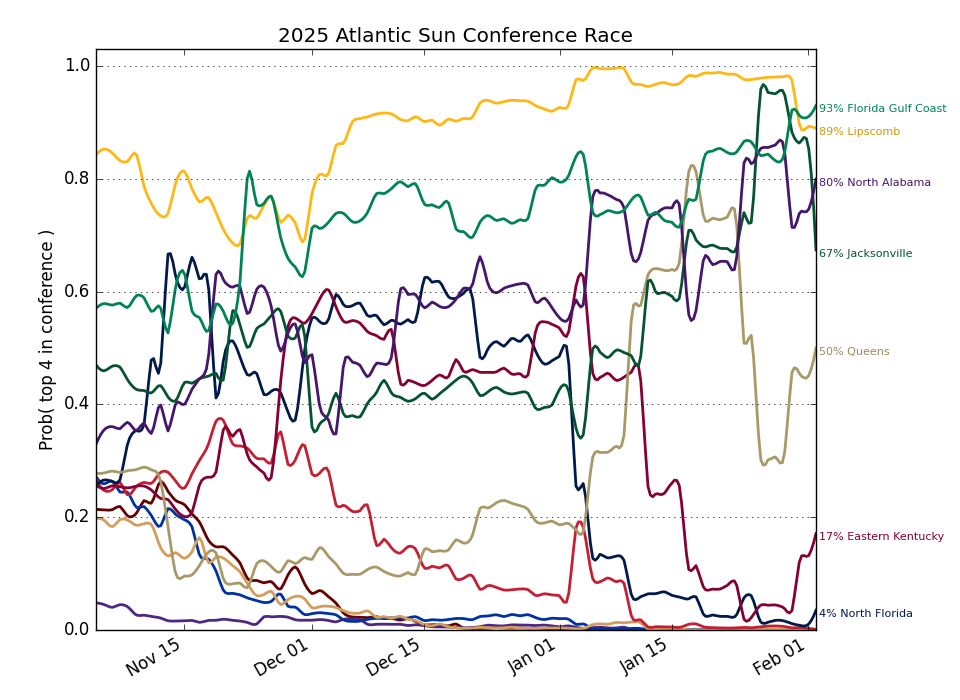 2025 Atlantic Sun Conference Race
Prob( top 4 in conference )
1.0
0.8
0.6
0.4
0.2
0.0
93% Florida Gulf Coast
89% Lipscomb
80% North Alabama
67% Jacksonville
50% Queens
17% Eastern Kentucky
4% North Florida
Nov 15
Dec 01
Dec 15
Jan 01
Jan 15
Feb 01